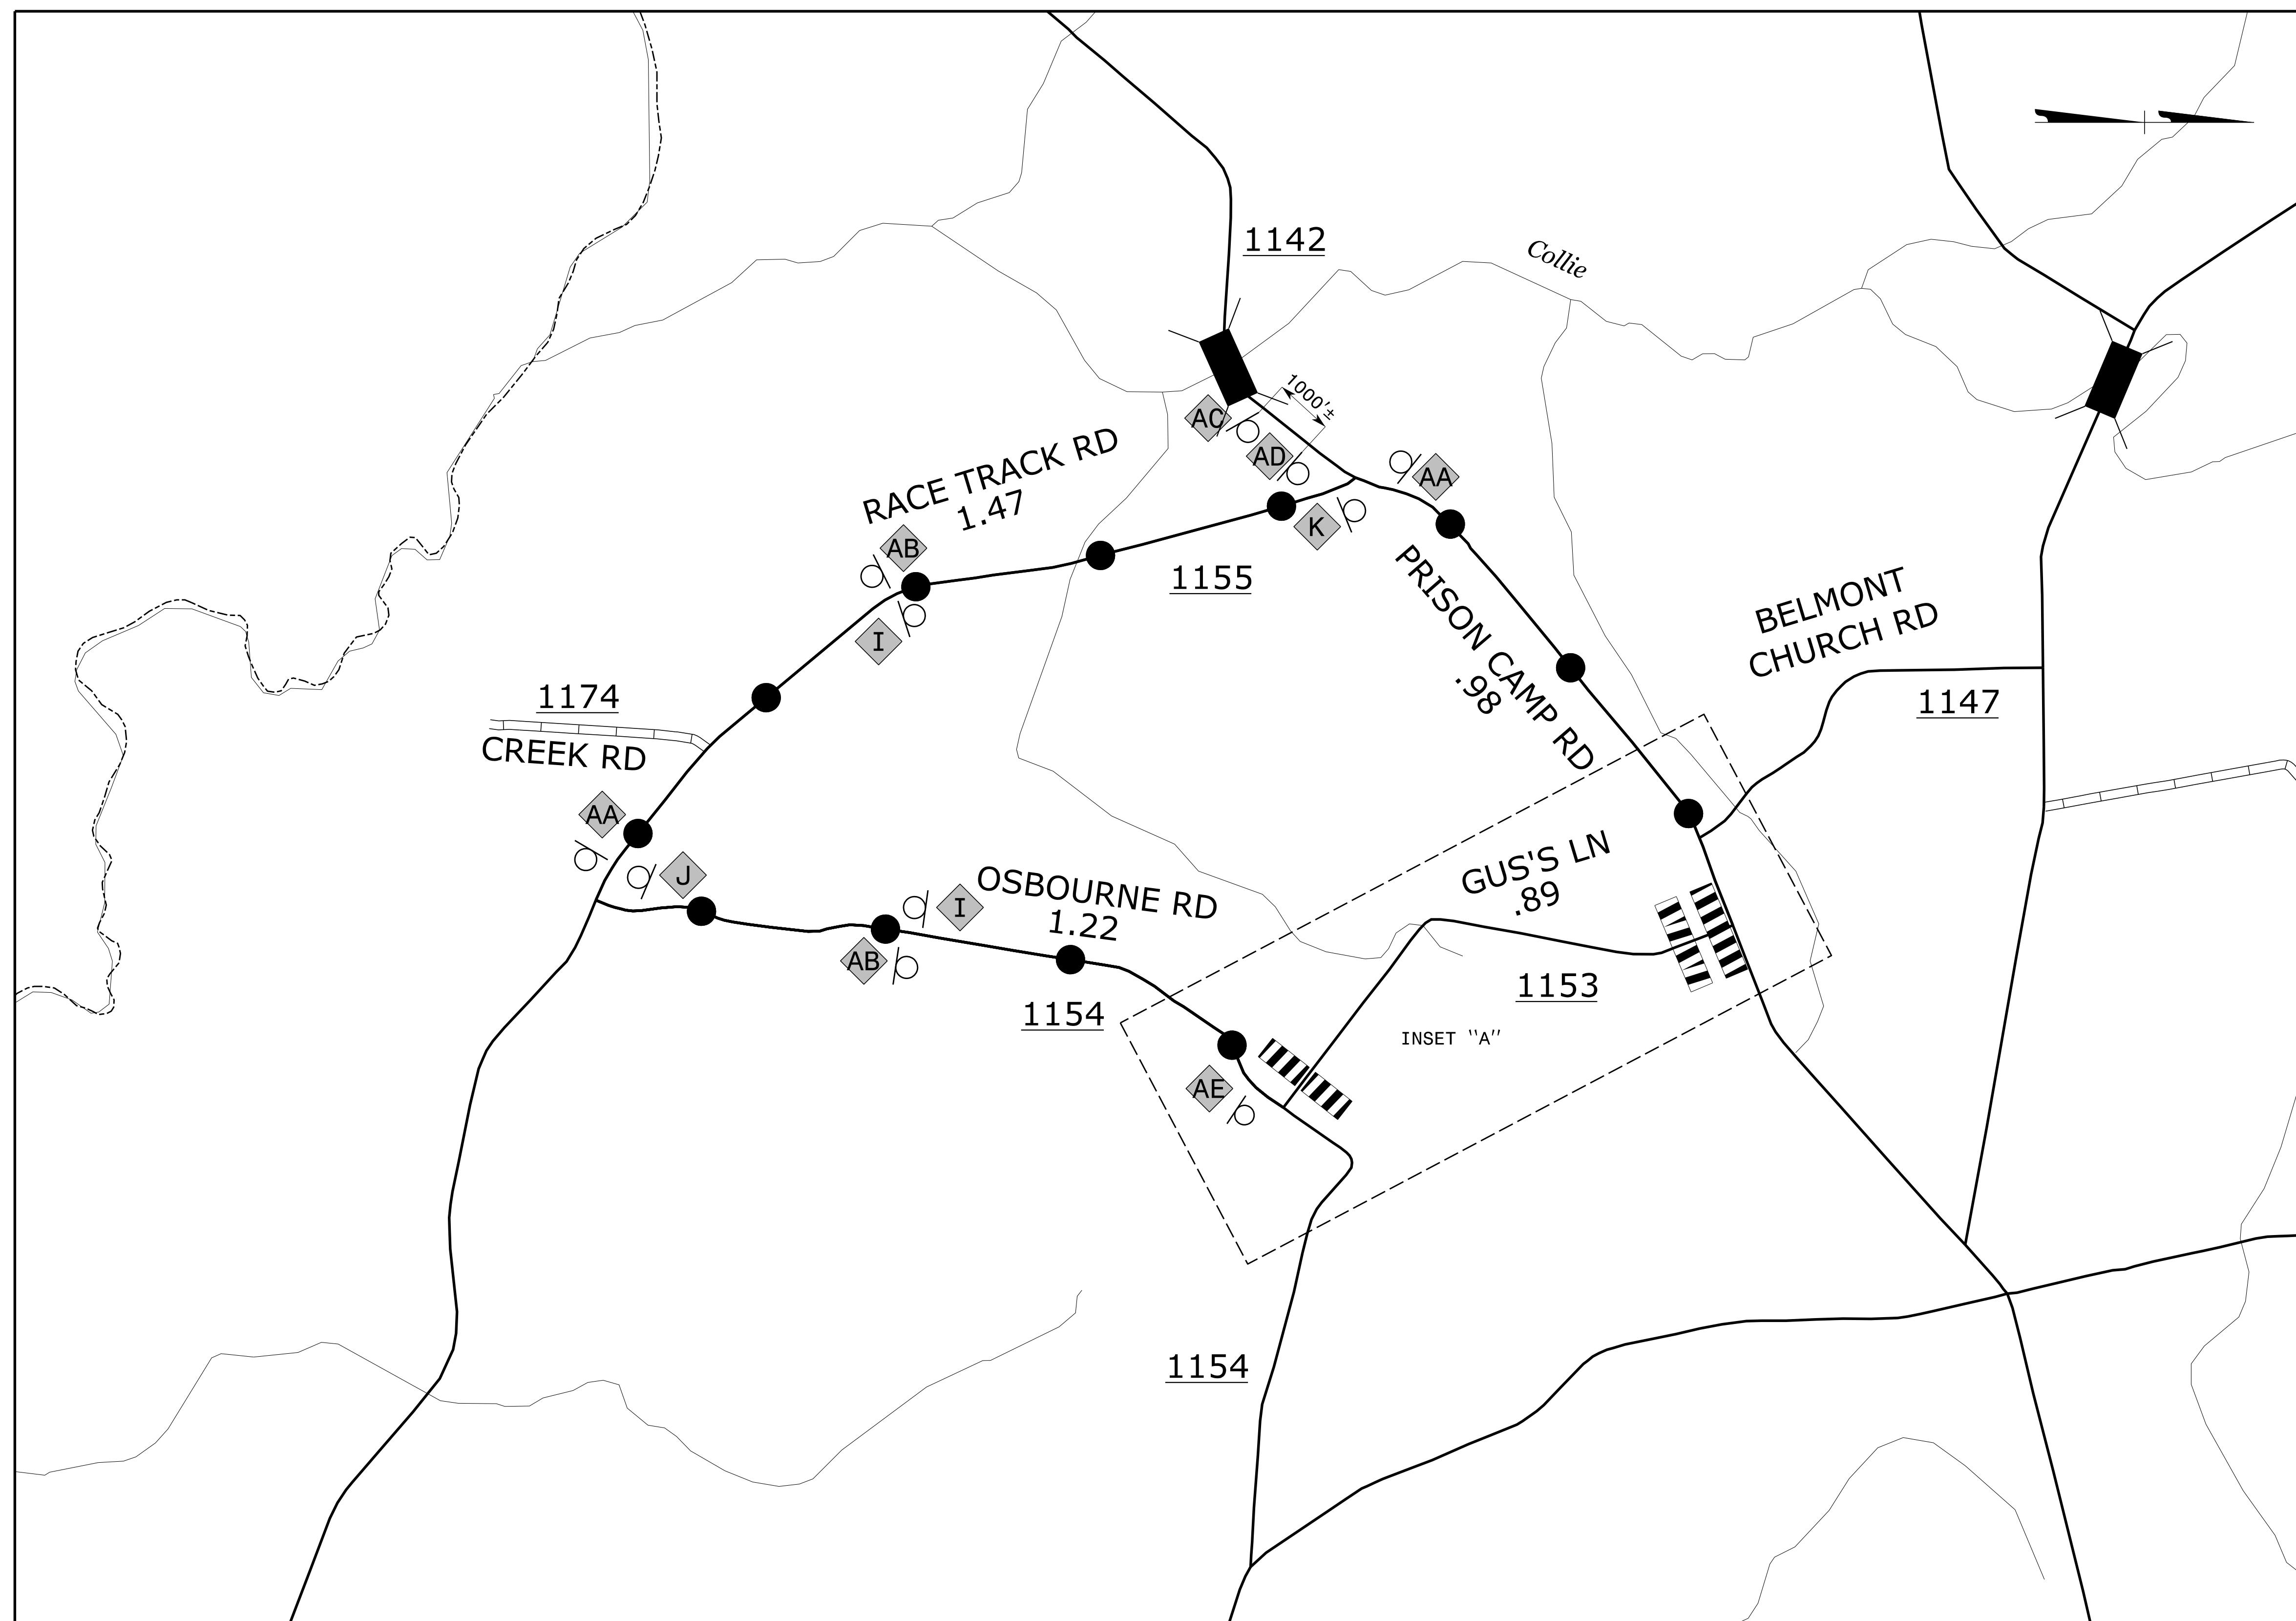 1142
Collie
1000'±
AC
AD
AA
RACE TRACK RD
1.47
K
AB
1155
I
PRISON CAMP RD
.98
BELMONT
CHURCH RD
1174
CREEK RD
1147
AA
J
GUS'S LN
.89
OSBOURNE RD
1.22
I
AB
1153
1154
INSET "A"
AE
1154